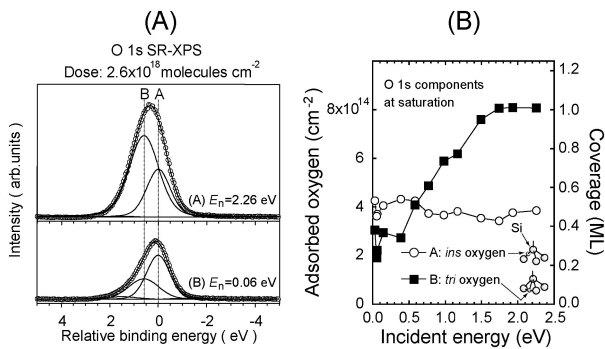 (A)
O 1s SR-XPS
Dose: 2.6x10¹⁸molecules cm⁻²
B A
(A) Eₙ=2.26 eV
(B) Eₙ=0.06 eV
Intensity ( arb.units)
4 2 0 -2 -4
Relative binding energy ( eV)
(B)
O 1s components
at saturation
Adsorbed oxygen (cm⁻²)
8x10¹⁴
6
4
2
0
Coverage (ML)
1.2
1.0
0.8
0.6
0.4
0.2
0.0
Si
A: ins oxygen
B: tri oxygen
0.0 0.5 1.0 1.5 2.0 2.5
Incident energy (eV)